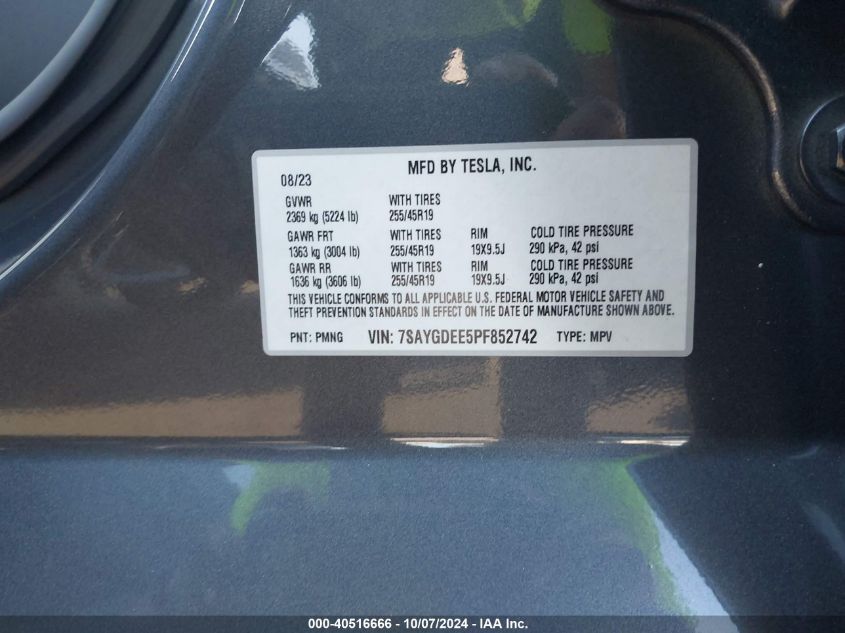 MFD BY TESLA, INC.
08/23
GVWR WITH TIRES
2369 kg (5224 lb) 255/45R19
GAWR FRT WITH TIRES RIM COLD TIRE PRESSURE
1363 kg (3004 lb) 255/45R19 19X9.5J 290 kPa, 42 psi
GAWR RR WITH TIRES RIM COLD TIRE PRESSURE
1636 kg (3606 lb) 255/45R19 19X9.5J 290 kPa, 42 psi
THIS VEHICLE CONFORMS TO ALL APPLICABLE U.S. FEDERAL MOTOR VEHICLE SAFETY AND
THEFT PREVENTION STANDARDS IN EFFECT ON THE DATE OF MANUFACTURE SHOWN ABOVE.
PNT: PMNG VIN: 7SAYGDEE5PF852742 TYPE: MPV
000-40516666 - 10/07/2024 - IAA Inc.